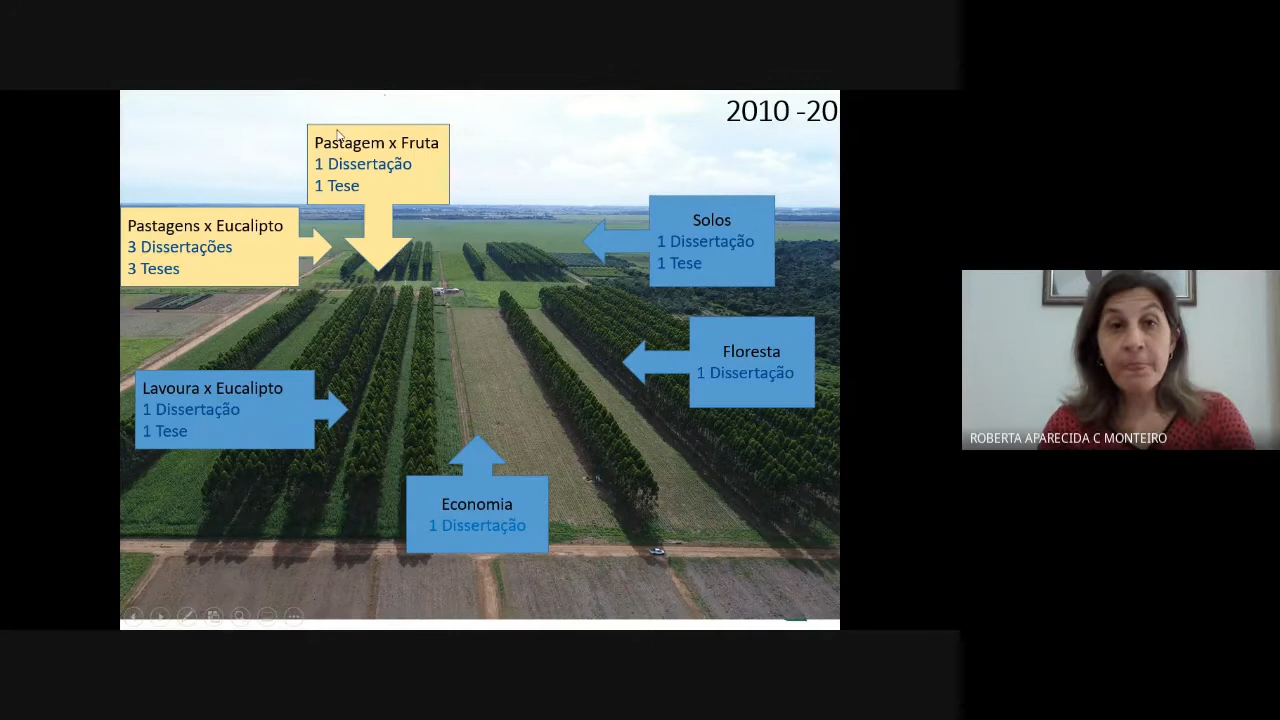 2010 -20
Pastagem x Fruta
1 Dissertação
1 Tese
Pastagens x Eucalipto
3 Dissertações
3 Teses
Solos
1 Dissertação
1 Tese
Floresta
1 Dissertação
Lavoura x Eucalipto
1 Dissertação
1 Tese
Economia
1 Dissertação
ROBERTA APARECIDA C MONTEIRO